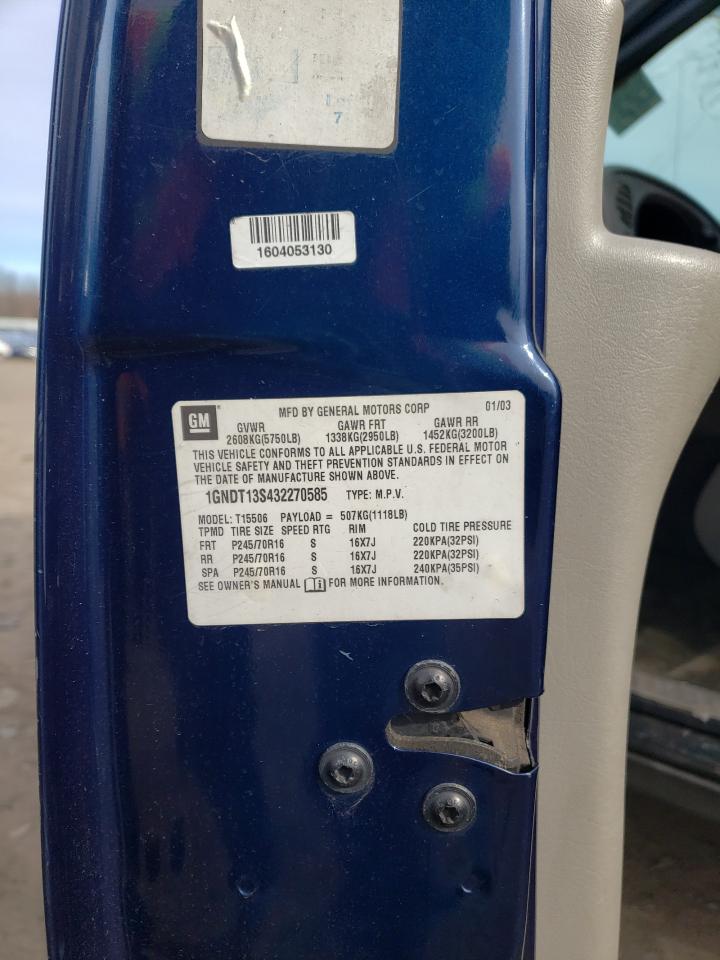 7
1604053130
GM
MFD BY GENERAL MOTORS CORP 01/03
GVWR GAWR FRT GAWR RR
2608KG(5750LB) 1338KG(2950LB) 1452KG(3200LB)
THIS VEHICLE CONFORMS TO ALL APPLICABLE U.S. FEDERAL MOTOR
VEHICLE SAFETY AND THEFT PREVENTION STANDARDS IN EFFECT ON
THE DATE OF MANUFACTURE SHOWN ABOVE.
1GNDT13S432270585 TYPE: M.P.V.
MODEL: T15506 PAYLOAD = 507KG(1118LB)
TPMD TIRE SIZE SPEED RTG RIM COLD TIRE PRESSURE
FRT P245/70R16 S 16X7J 220KPA(32PSI)
RR P245/70R16 S 16X7J 220KPA(32PSI)
SPA P245/70R16 S 16X7J 240KPA(35PSI)
SEE OWNER'S MANUAL FOR MORE INFORMATION.